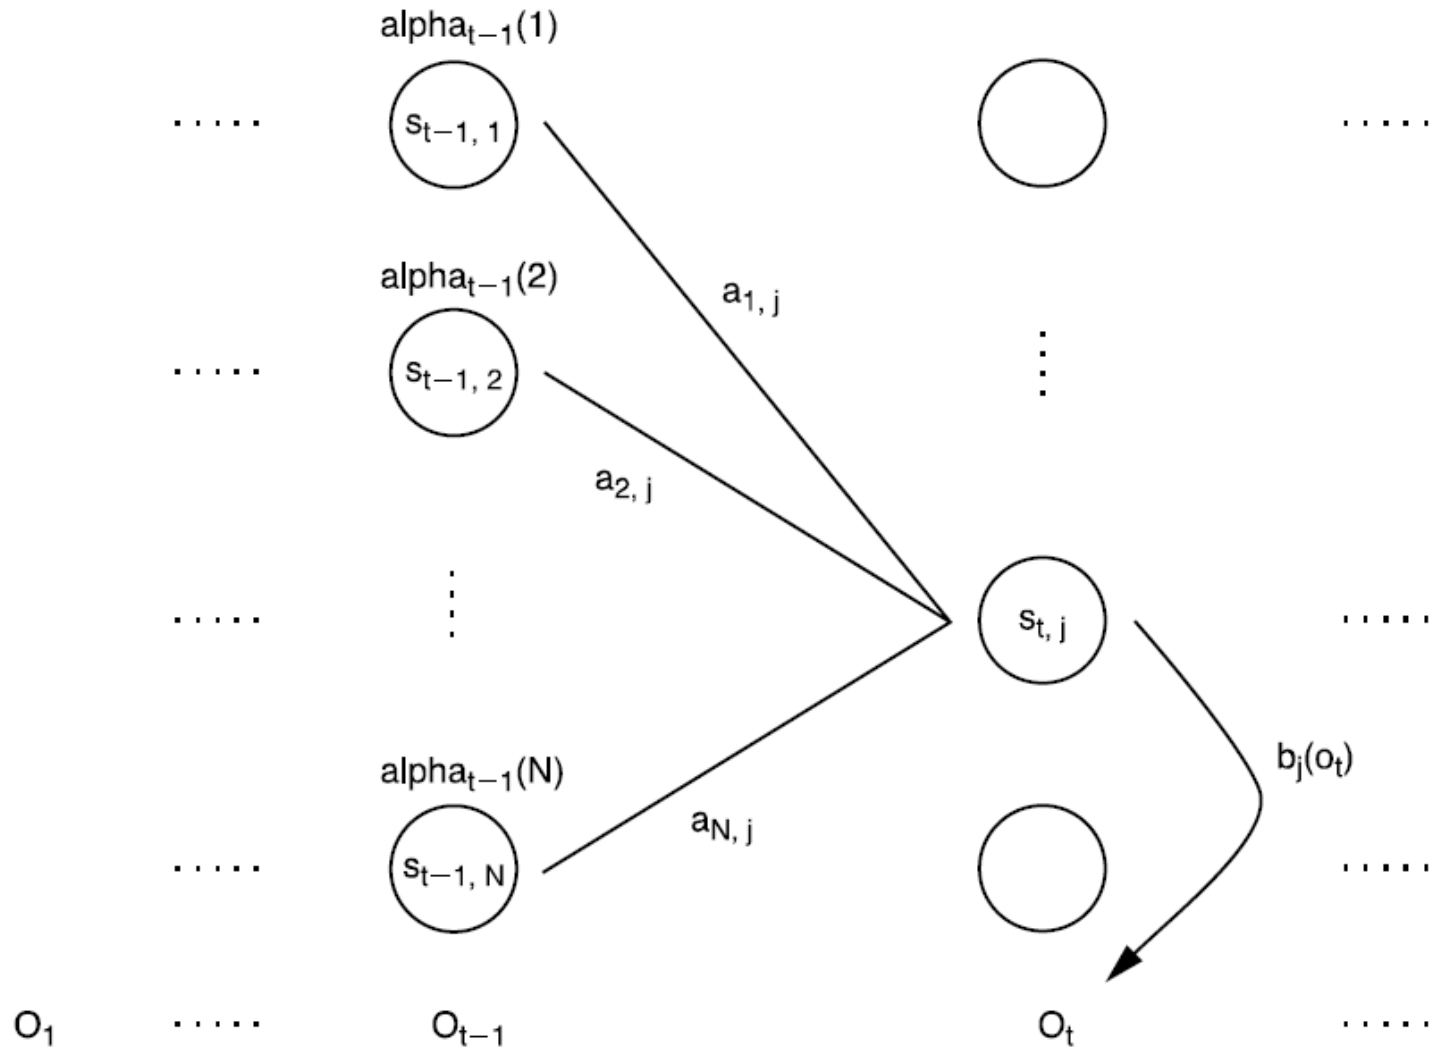 alpha_{t−1}(1)
s_{t−1, 1}
alpha_{t−1}(2)
a_{1, j}
s_{t−1, 2}
a_{2, j}
s_{t, j}
alpha_{t−1}(N)
b_j(o_t)
a_{N, j}
s_{t−1, N}
O_1 ..... O_{t−1} O_t .....